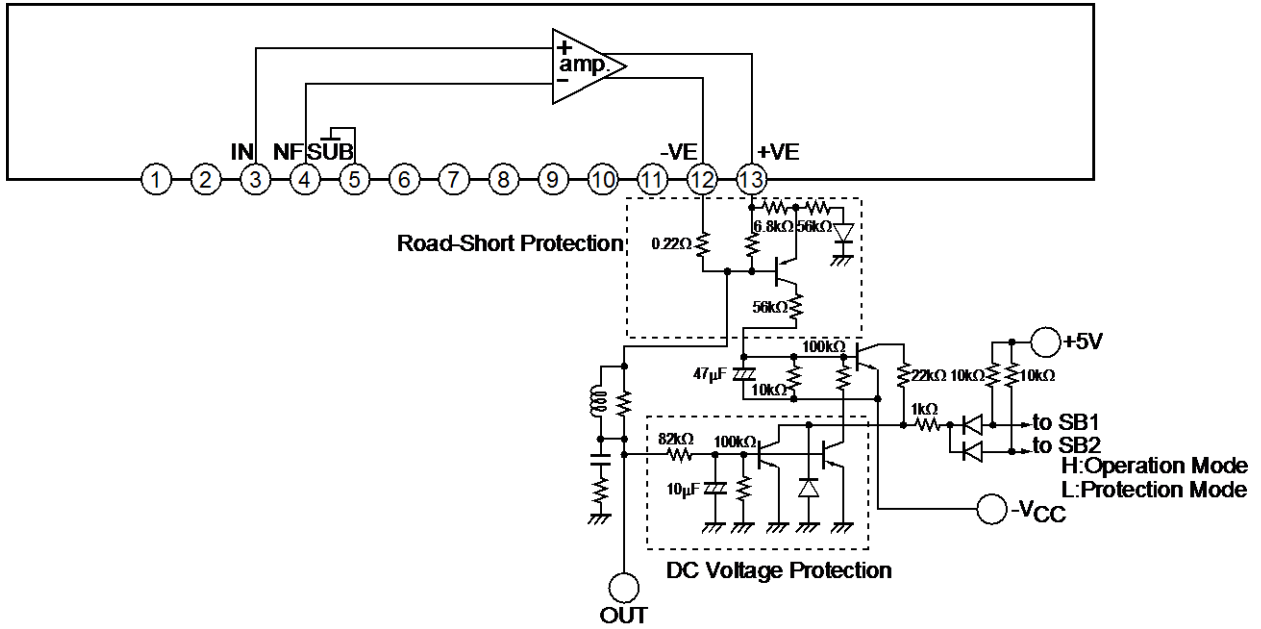 amp.
+
−
IN NF SUB -VE +VE
1 2 3 4 5 6 7 8 9 10 11 12 13
Road-Short Protection
6.8kΩ 56kΩ
0.22Ω
56kΩ
+5V
100kΩ
47µF 10kΩ 22kΩ 10kΩ 10kΩ
1kΩ
to SB1
82kΩ 100kΩ
to SB2
H:Operation Mode
10µF
L:Protection Mode
-VCC
DC Voltage Protection
OUT